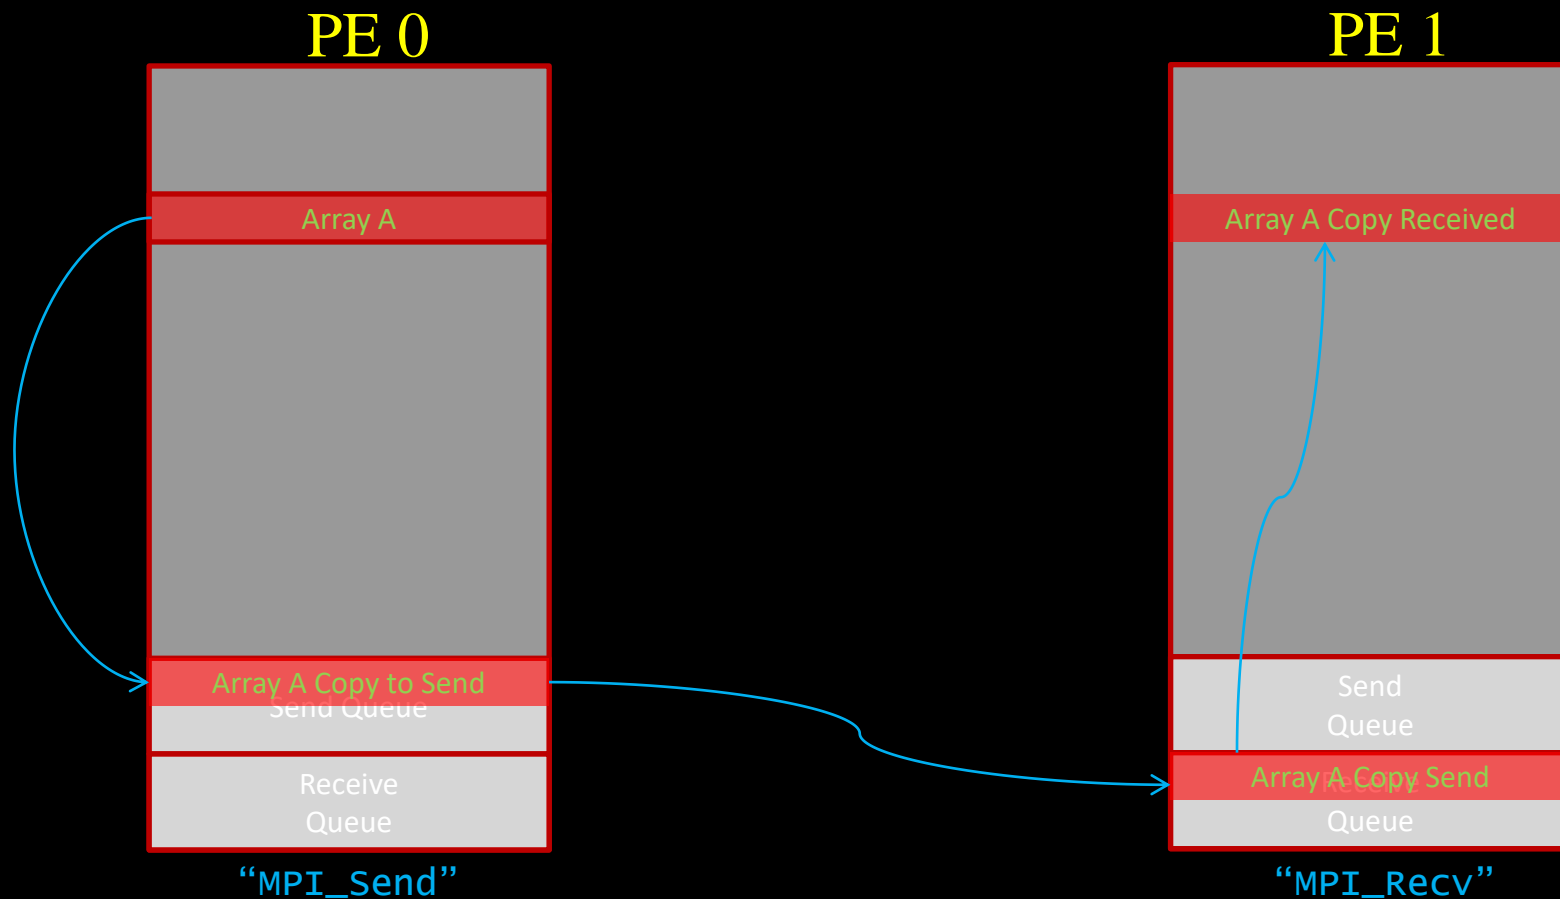 PE 0
Array A
Array A Copy to Send
Send Queue
Receive
Queue
“MPI_Send”
PE 1
Array A Copy Received
Send
Queue
Array A Copy Send
Receive
Queue
“MPI_Recv”